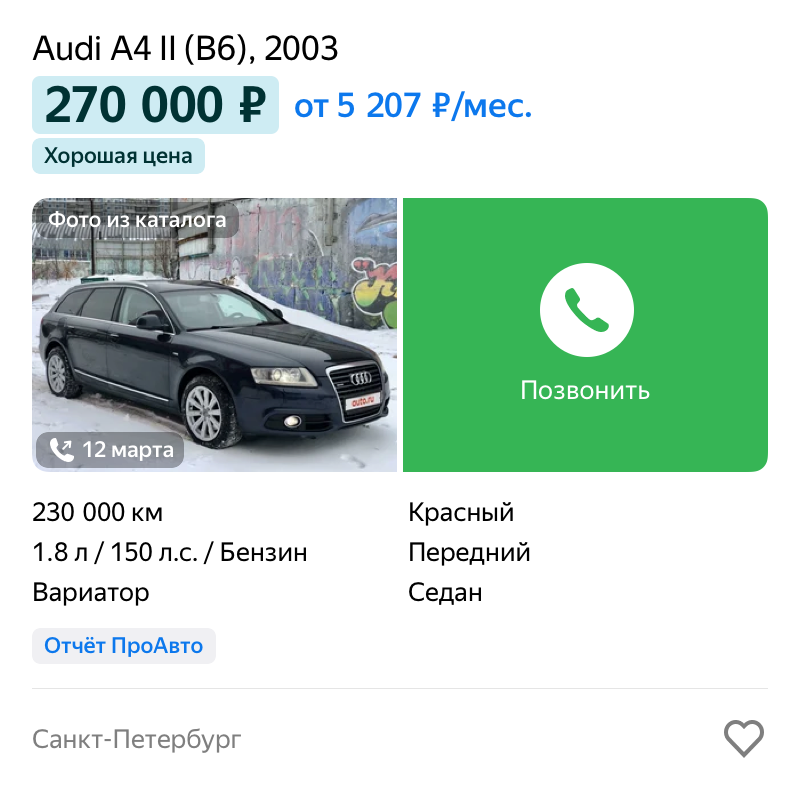 Audi A4 II (B6), 2003
270 000 ₽ от 5 207 ₽/мес.
Хорошая цена
Фото из каталога
auto.ru
12 марта
Позвонить
230 000 км
Красный
1.8 л / 150 л.с. / Бензин
Передний
Вариатор
Седан
Отчёт ПроАвто
Санкт-Петербург